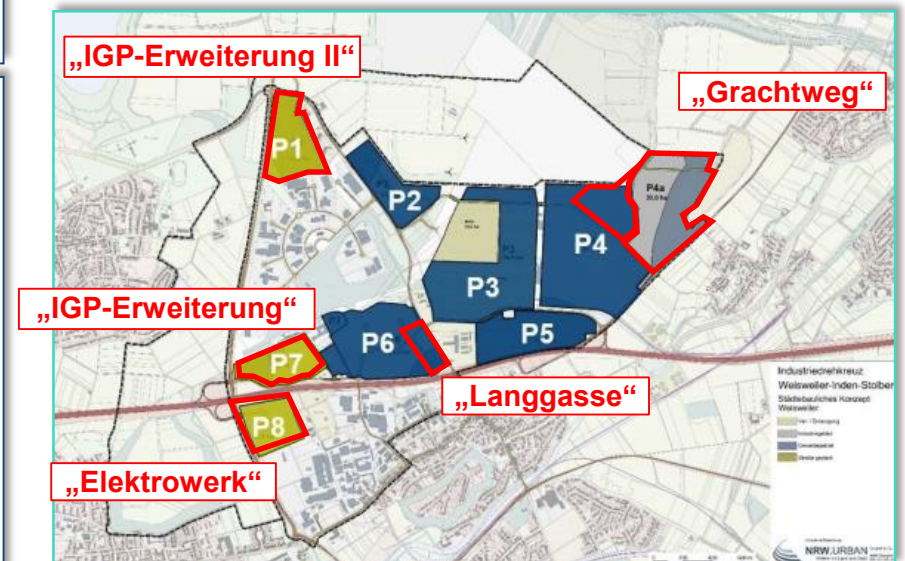 „IGP-Erweiterung II“
„Grachtweg“
P1
P2
P4a
P4
P3
„IGP-Erweiterung“
P6
P5
P7
„Langgasse“
P8
„Elektrowerk“
Industriedrehkreuz
Weisweiler-Inden-Stolber
Städtebauliches Konzept
Weisweiler
NRW.URBAN